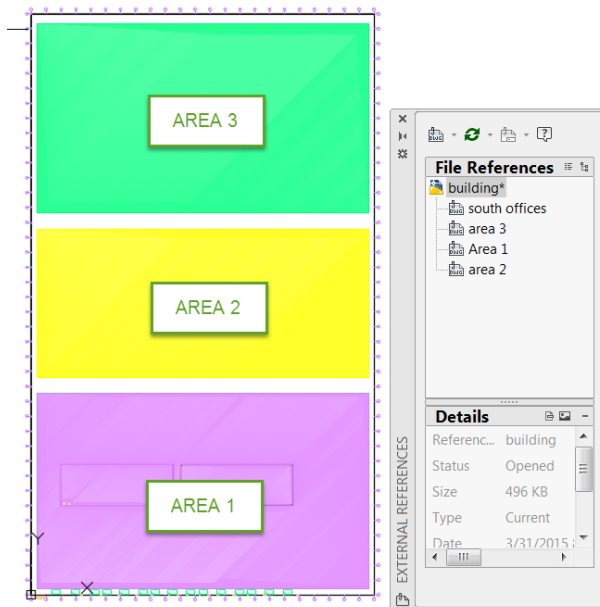 AREA 3
AREA 2
AREA 1
Y
X
EXTERNAL REFERENCES
File References
building*
south offices
area 3
Area 1
area 2
Details
Referenc... building
Status Opened
Size 496 KB
Type Current
Date 3/31/2015